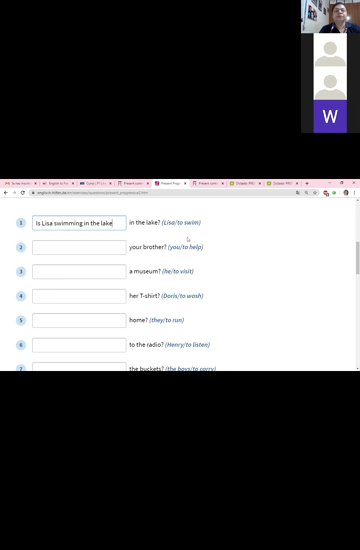 W
Present Prog
1 Is Lisa swimming in the lake in the lake? (Lisa/to swim)
2 your brother? (you/to help)
3 a museum? (he/to visit)
4 her T-shirt? (Doris/to wash)
5 home? (they/to run)
6 to the radio? (Henry/to listen)
7 the buckets? (the boys/to carry)